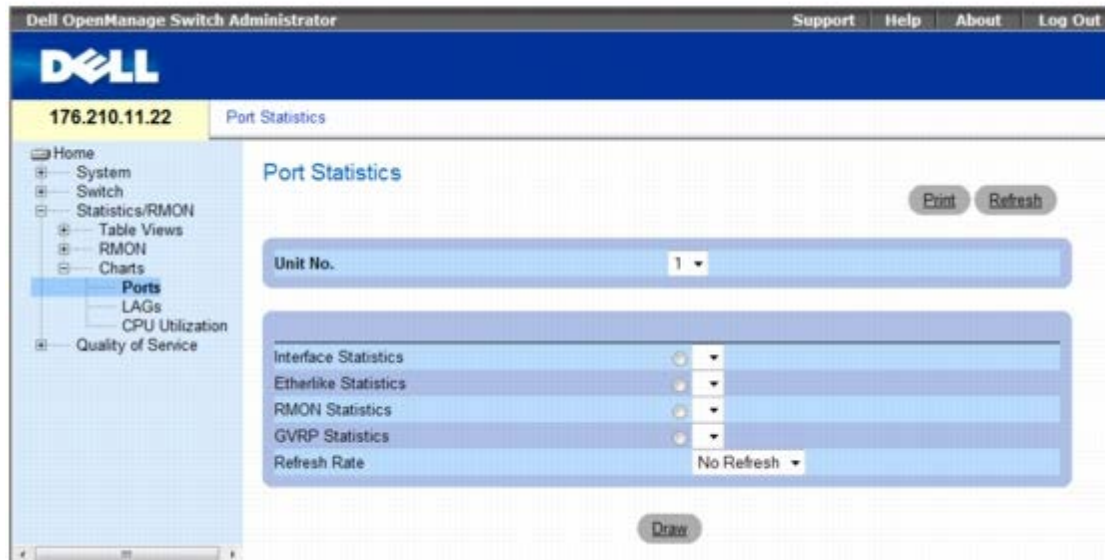 Dell OpenManage Switch Administrator
Support Help About Log Out
DELL
176.210.11.22
Port Statistics
Home
System
Switch
Statistics/RMON
Table Views
RMON
Charts
Ports
LAGs
CPU Utilization
Quality of Service
Port Statistics
Print Refresh
Unit No. 1
Interface Statistics
Etherlike Statistics
RMON Statistics
GVRP Statistics
Refresh Rate No Refresh
Draw